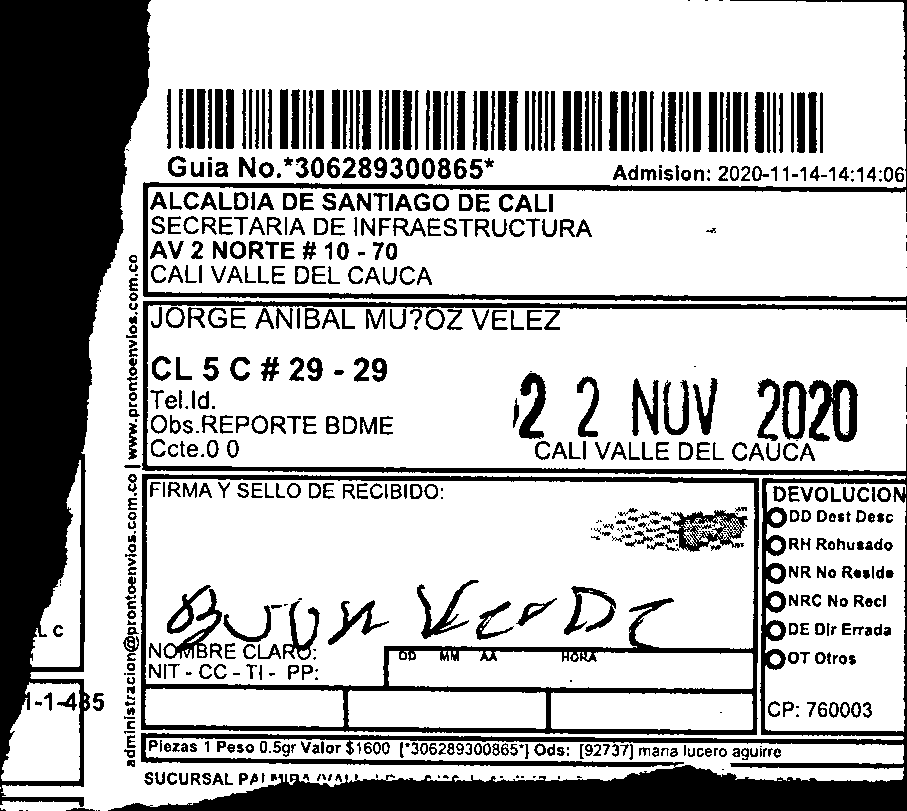 Guia No.*306289300865*
Admision: 2020-11-14-14:14:06
ALCALDIA DE SANTIAGO DE CALI
SECRETARIA DE INFRAESTRUCTURA
AV 2 NORTE # 10 - 70
CALI VALLE DEL CAUCA
JORGE ANIBAL MU?OZ VELEZ
CL 5 C # 29 - 29
Tel.Id.
Obs.REPORTE BDME
Ccte.0 0
22 NOV 2020
CALI VALLE DEL CAUCA
administracion@prontoenvios.com.co | www.prontoenvios.com.co
FIRMA Y SELLO DE RECIBIDO:
NOMBRE CLARO:
NIT - CC - TI - PP:
DD MM AA HORA
DEVOLUCION
DD Dest Desc
RH Rehusado
NR No Reside
NRC No Recl
DE Dir Errada
OT Otros
CP: 760003
L C
1-1-485
Piezas 1 Peso 0.5gr Valor $1600 [*306289300865*] Ods: [92737] maria lucero aguirre
SUCURSAL PALMIRA